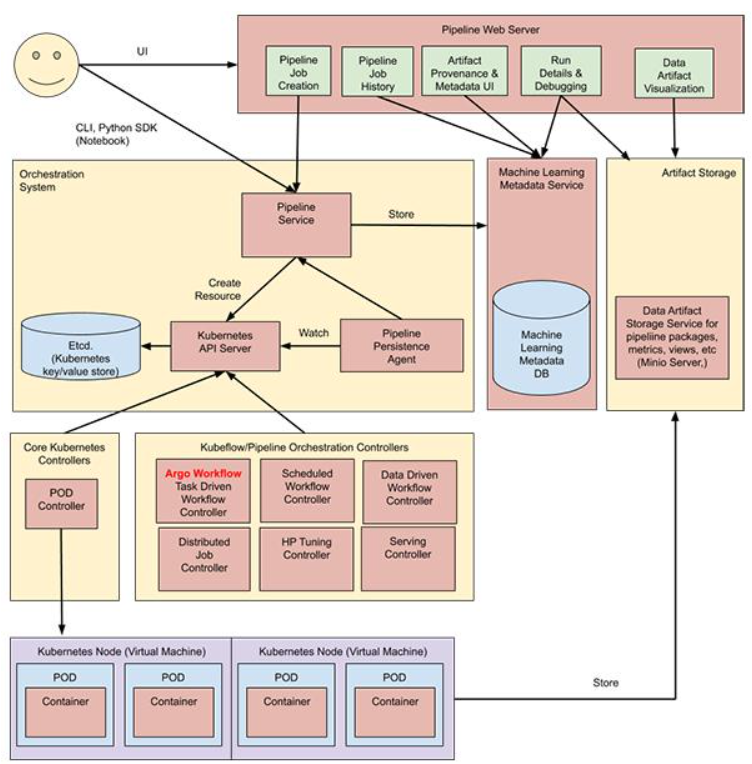 Pipeline Web Server
UI
Pipeline
Job
Creation
Pipeline
Job
History
Artifact
Provenance &
Metadata UI
Run
Details &
Debugging
Data
Artifact
Visualization
CLI, Python SDK
(Notebook)
Orchestration
System
Pipeline
Service
Store
Machine Learning
Metadata Service
Artifact Storage
Create
Resource
Etcd.
(Kubernetes
key/value store)
Kubernetes
API Server
Watch
Pipeline
Persistence
Agent
Machine
Learning
Metadata
DB
Data Artifact
Storage Service for
pipeliine packages,
metrics, views, etc
(Minio Server,)
Core Kubernetes
Controllers
POD
Controller
Kubeflow/Pipeline Orchestration Controllers
Argo Workflow
Task Driven
Workflow
Controller
Scheduled
Workflow
Controller
Data Driven
Workflow
Controller
Distributed
Job
Controller
HP Tuning
Controller
Serving
Controller
Kubernetes Node (Virtual Machine)
POD
Container
POD
Container
Kubernetes Node (Virtual Machine)
POD
Container
POD
Container
Store